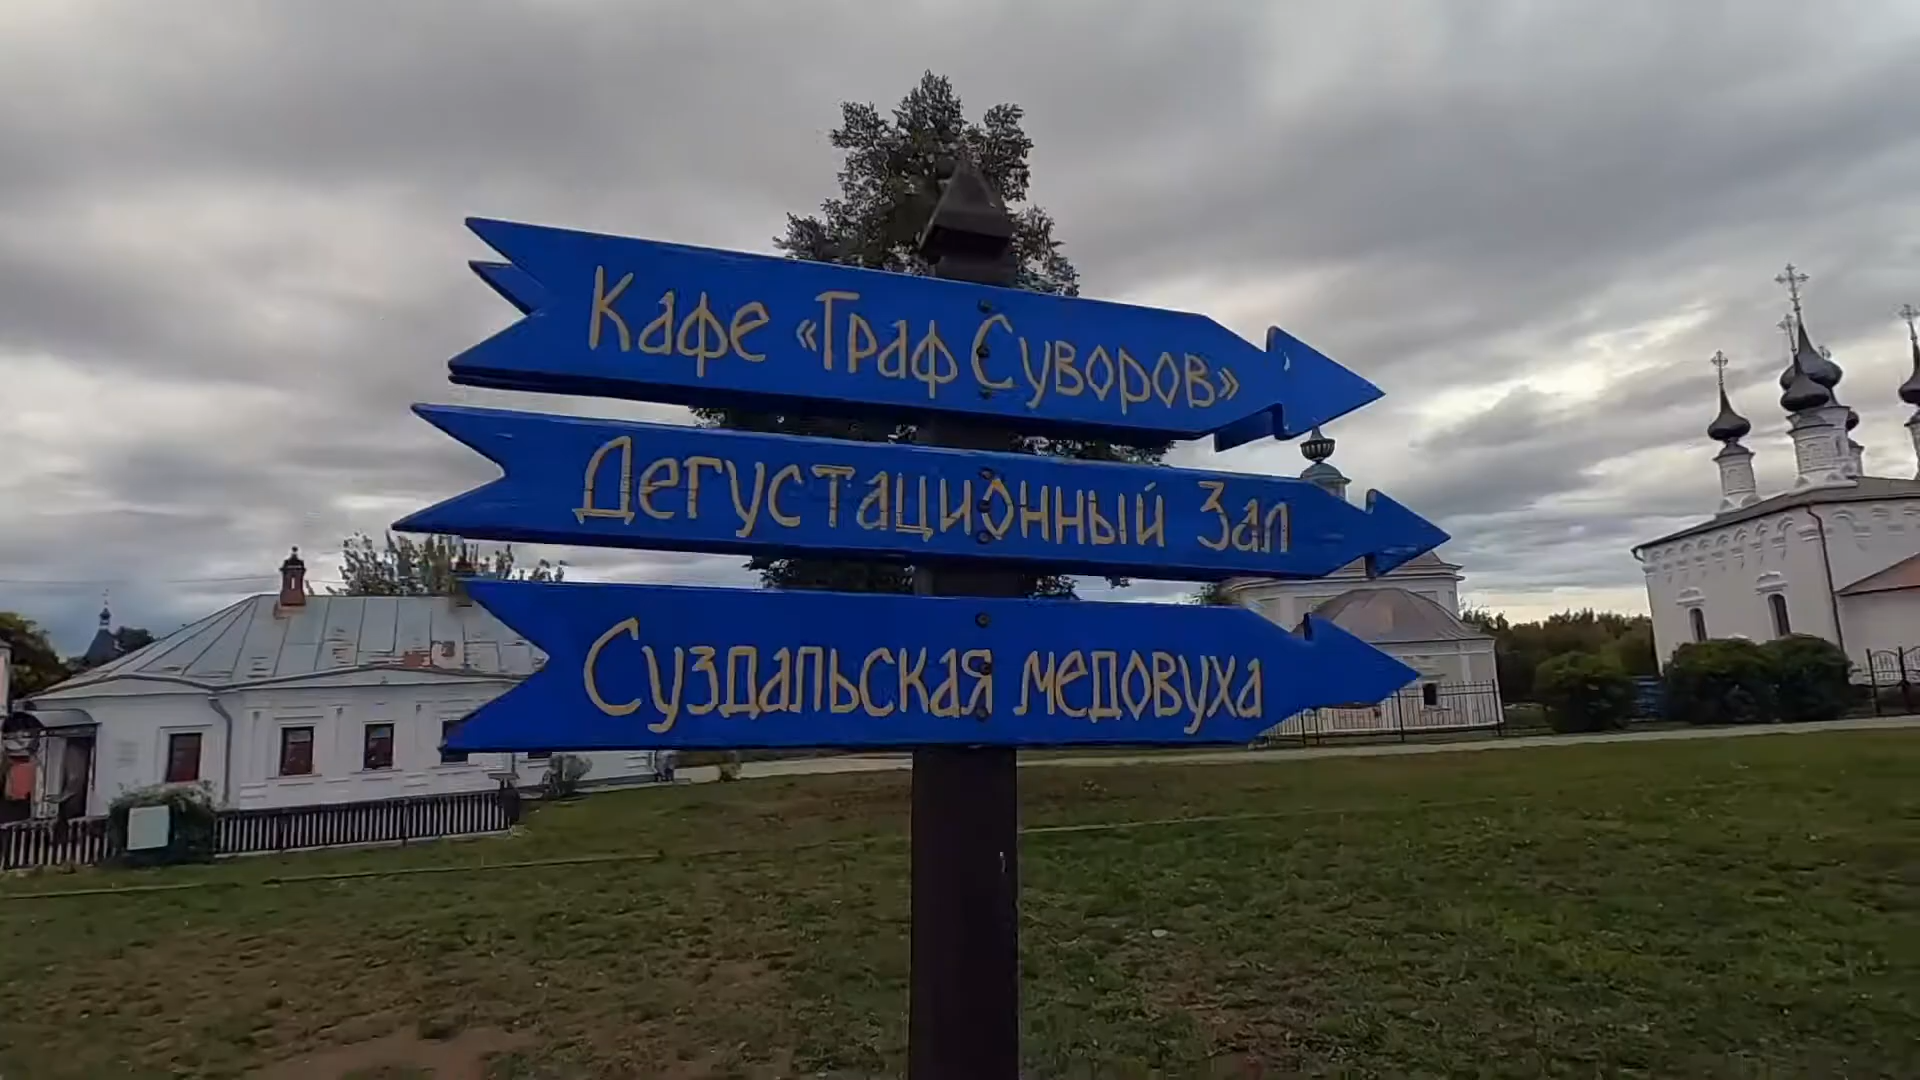 Кафе «Граф Суворов»
Дегустационный Зал
Суздальская медовуха